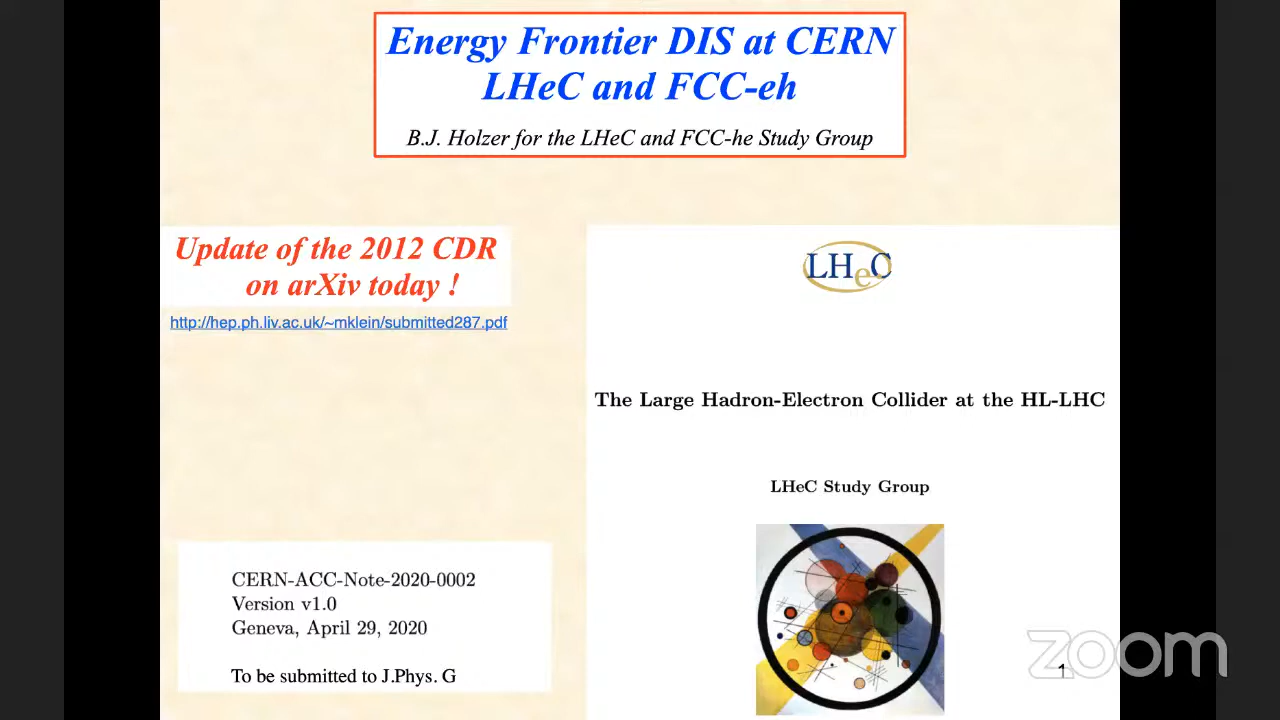 Energy Frontier DIS at CERN
LHeC and FCC-eh
B.J. Holzer for the LHeC and FCC-he Study Group
Update of the 2012 CDR
on arXiv today !
http://hep.ph.liv.ac.uk/~mklein/submitted287.pdf
LHeC
The Large Hadron-Electron Collider at the HL-LHC
LHeC Study Group
CERN-ACC-Note-2020-0002
Version v1.0
Geneva, April 29, 2020
To be submitted to J.Phys. G
1
zoom